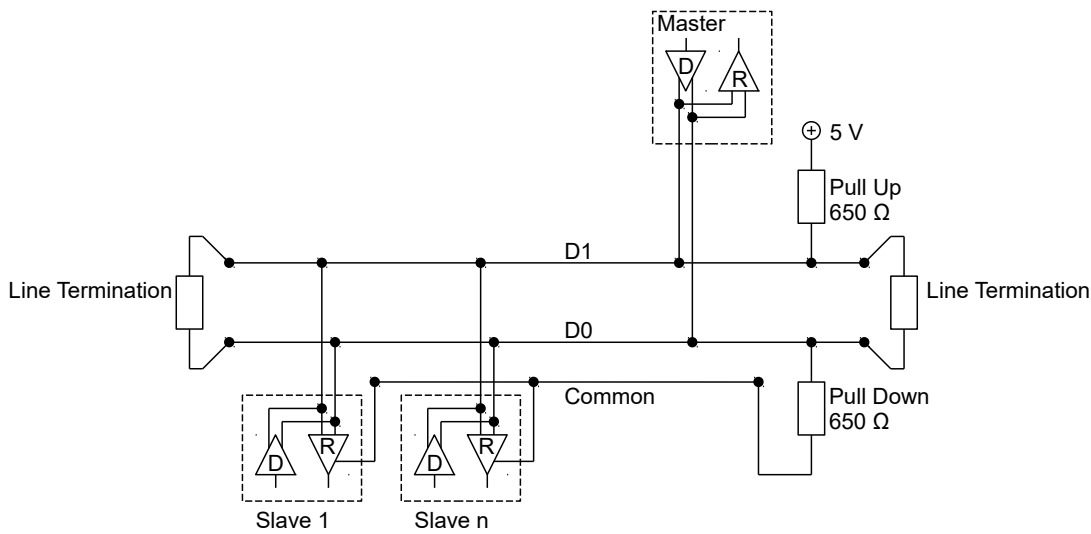 Master
D
R
5 V
Pull Up
650 Ω
D1
Line Termination
Line Termination
D0
Common
Pull Down
650 Ω
R
D
R
D
Slave 1
Slave n